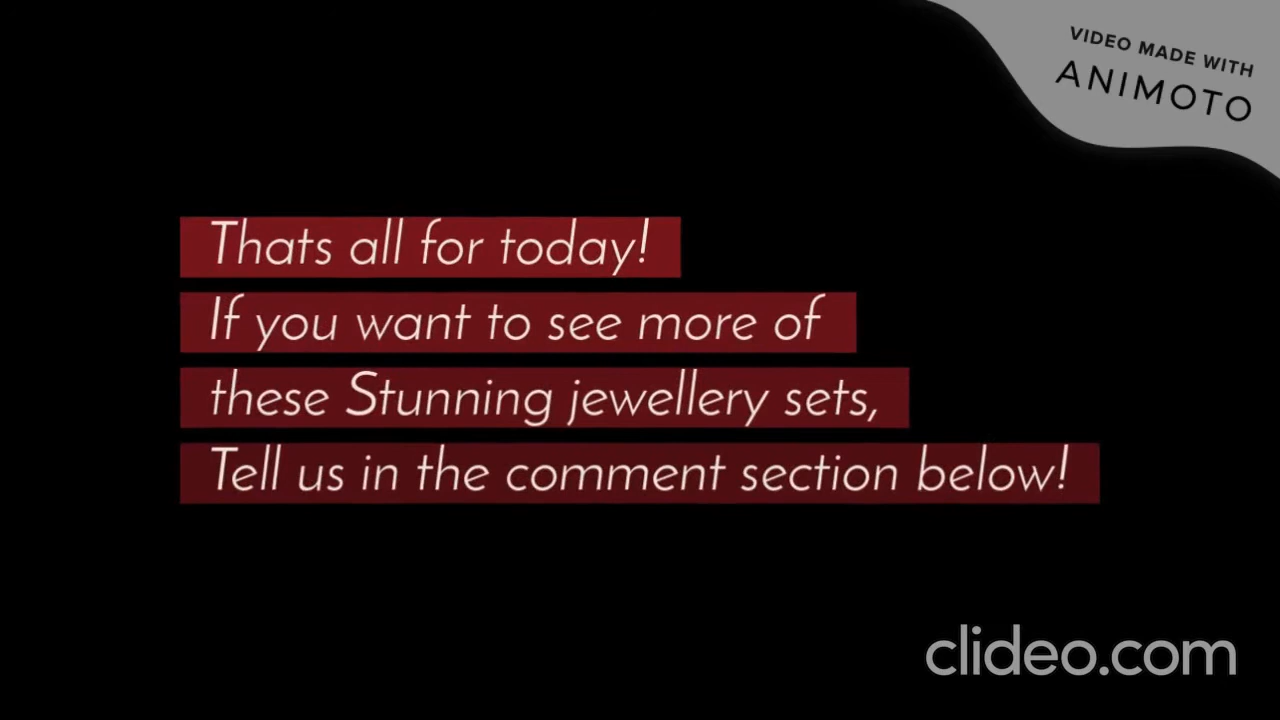 VIDEO MADE WITH
ANIMOTO
Thats all for today!
If you want to see more of
these Stunning jewellery sets,
Tell us in the comment section below!
clideo.com